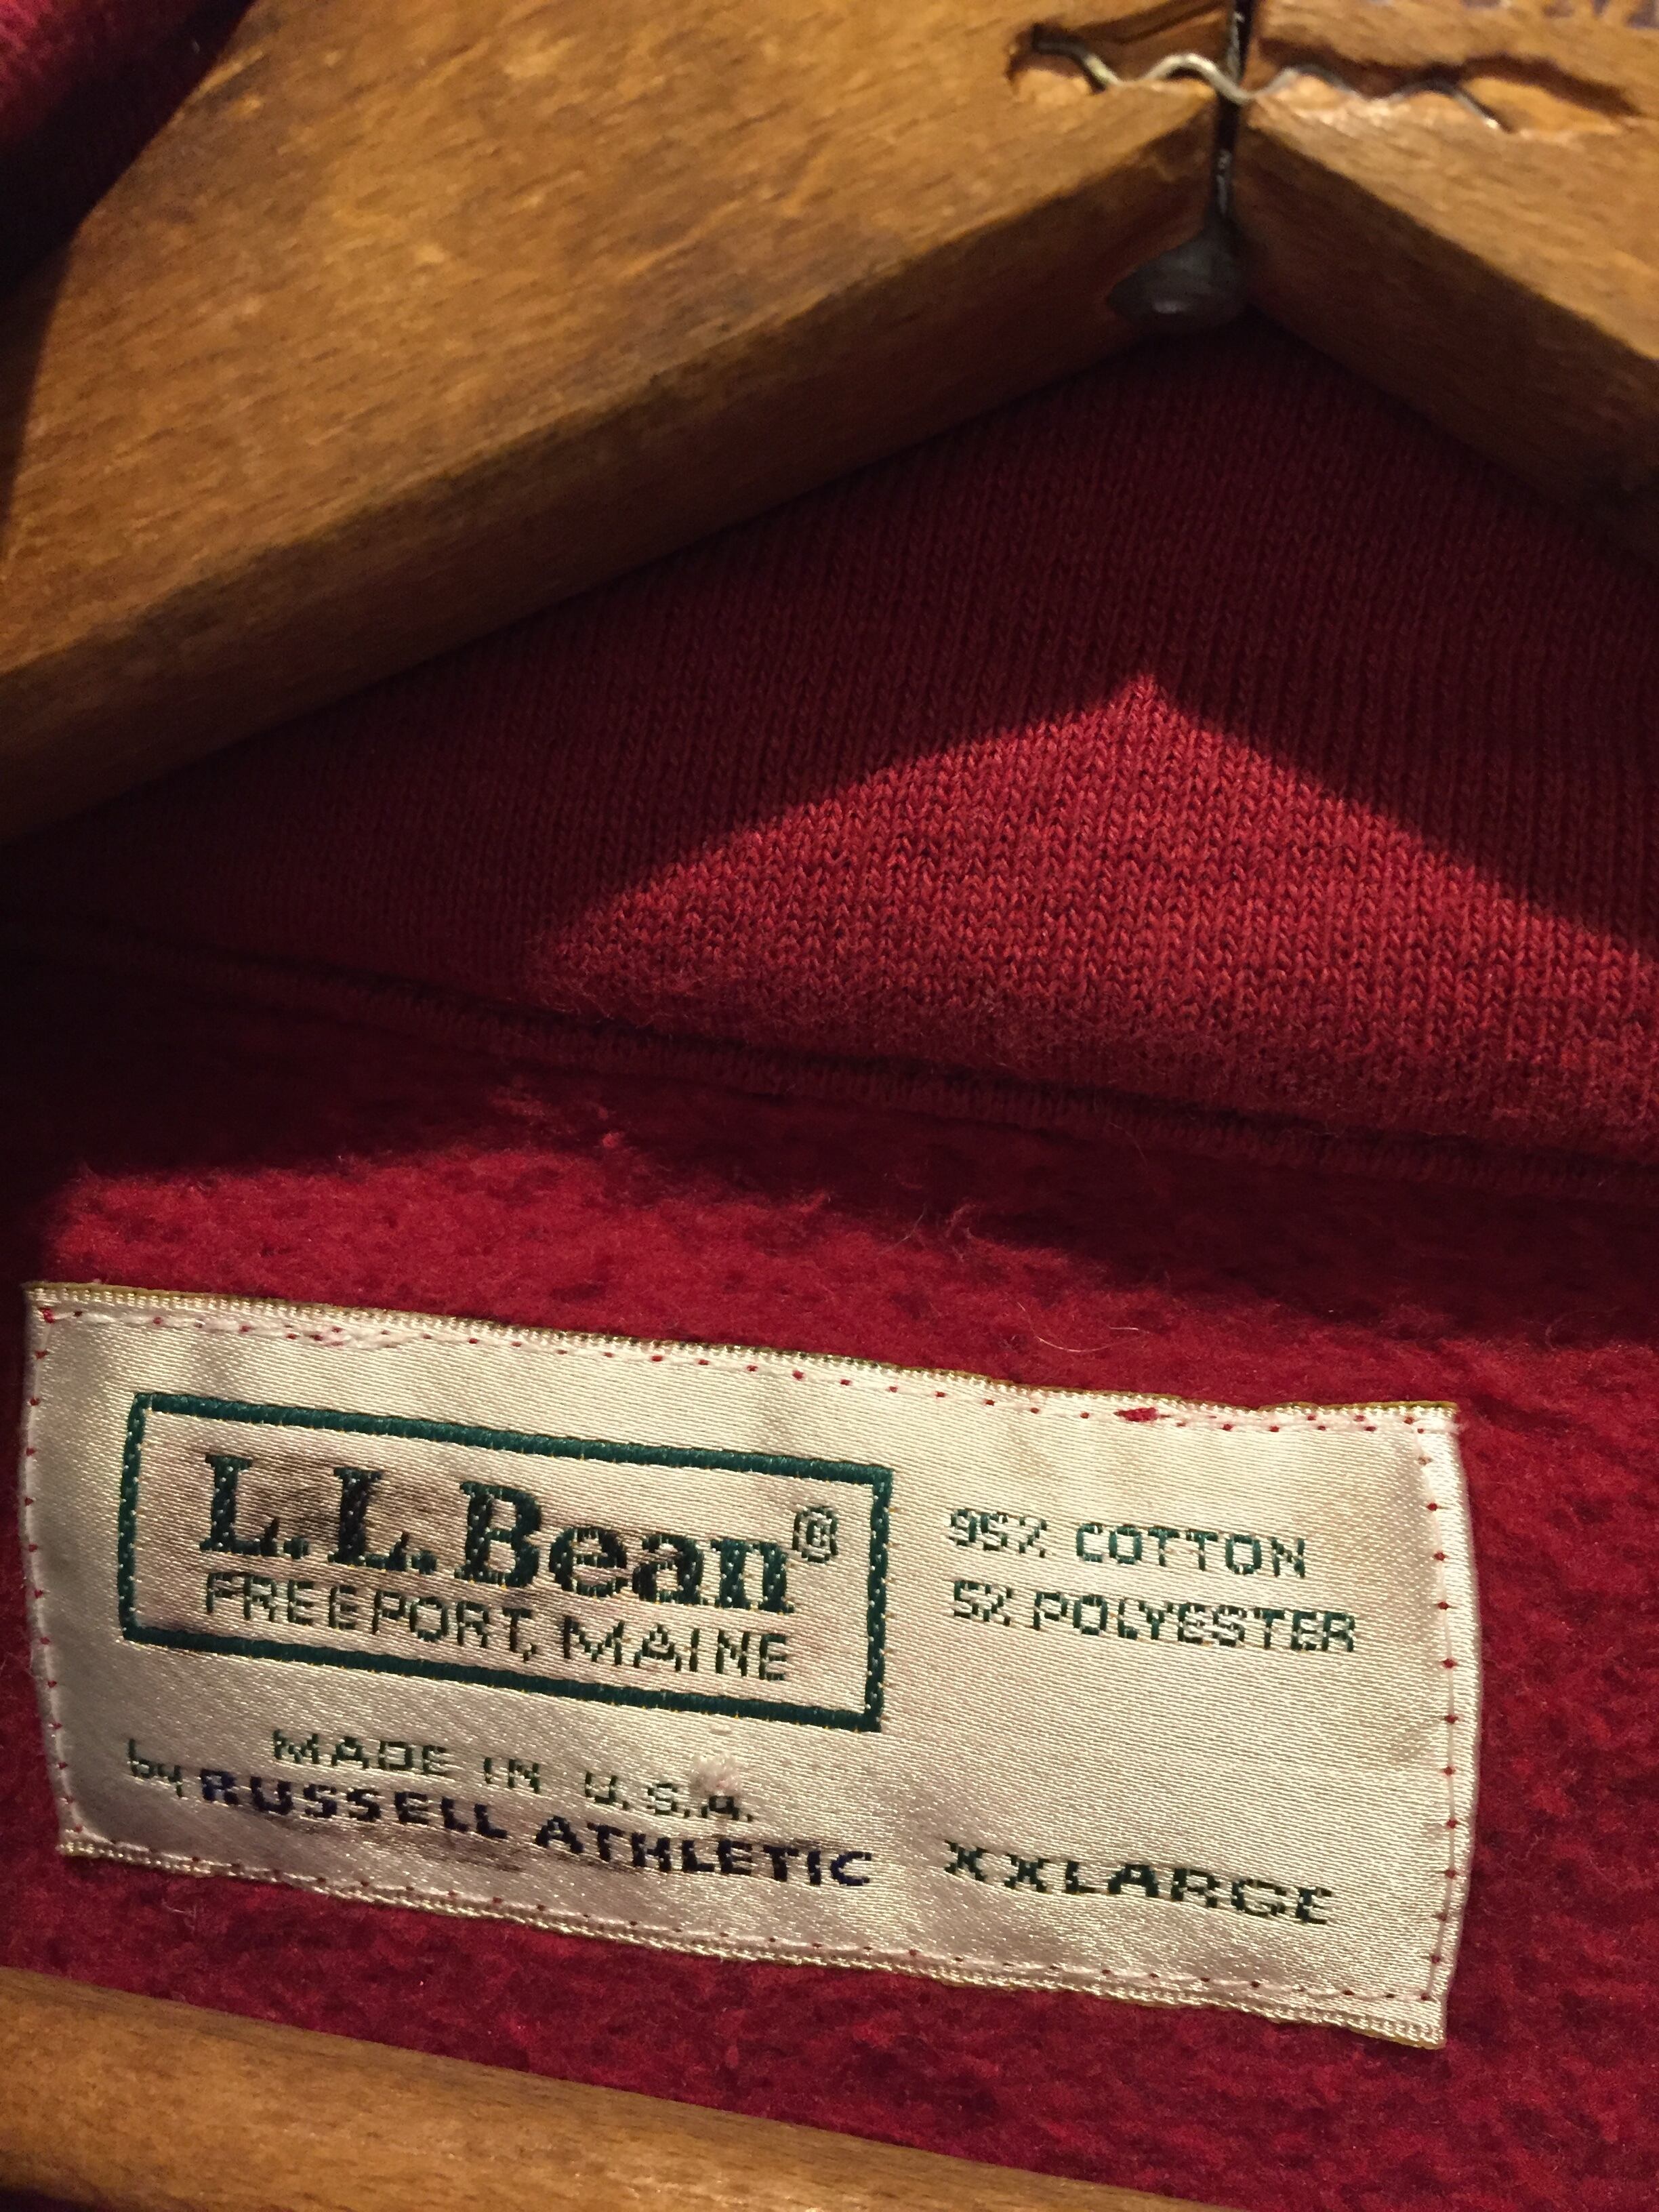 L.L.Bean®
FREEPORT, MAINE
95% COTTON
5% POLYESTER
MADE IN U.S.A.
by RUSSELL ATHLETIC
XXLARGE